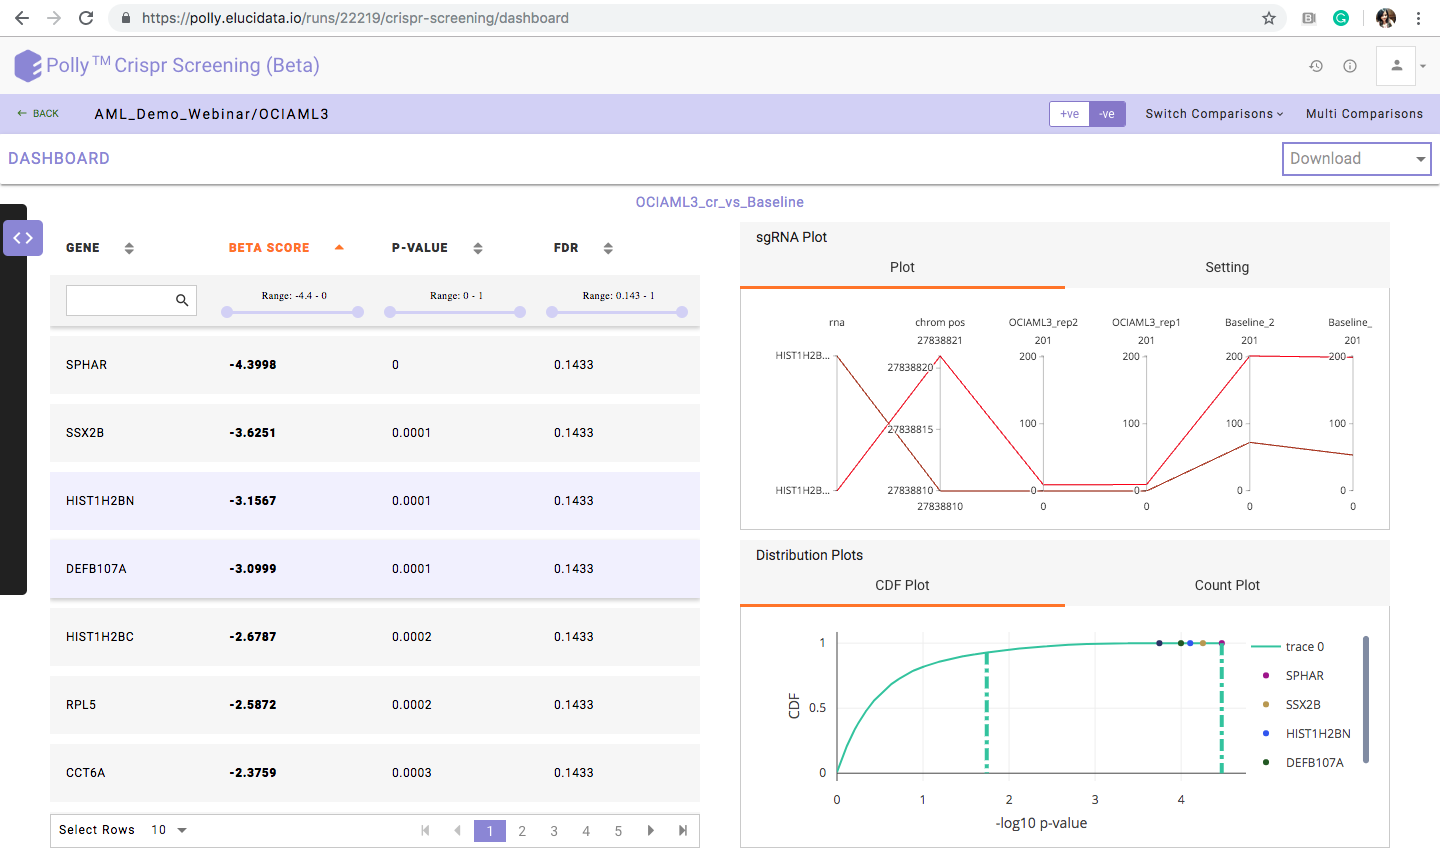 https://polly.elucidata.io/runs/22219/crispr-screening/dashboard
Polly™ Crispr Screening (Beta)
← BACK
AML_Demo_Webinar/OCIAML3
+ve
-ve
Switch Comparisons
Multi Comparisons
DASHBOARD
Download
OCIAML3_cr_vs_Baseline
GENE BETA SCORE P-VALUE FDR
Range: -4.4 - 0 Range: 0 - 1 Range: 0.143 - 1
SPHAR -4.3998 0 0.1433
SSX2B -3.6251 0.0001 0.1433
HIST1H2BN -3.1567 0.0001 0.1433
DEFB107A -3.0999 0.0001 0.1433
HIST1H2BC -2.6787 0.0002 0.1433
RPL5 -2.5872 0.0002 0.1433
CCT6A -2.3759 0.0003 0.1433
Select Rows 10
1 2 3 4 5
sgRNA Plot
Plot Setting
rna chrom pos OCIAML3_rep2 OCIAML3_rep1 Baseline_2 Baseline_
27838821 201 201 201 201
HIST1H2B... 200 200 200 200
27838820
27838815 100 100 100 100
HIST1H2B... 27838810 0 0 0 0
27838810 0 0 0 0
Distribution Plots
CDF Plot Count Plot
CDF
1
0.5
0
0 1 2 3 4
-log10 p-value
trace 0
SPHAR
SSX2B
HIST1H2BN
DEFB107A